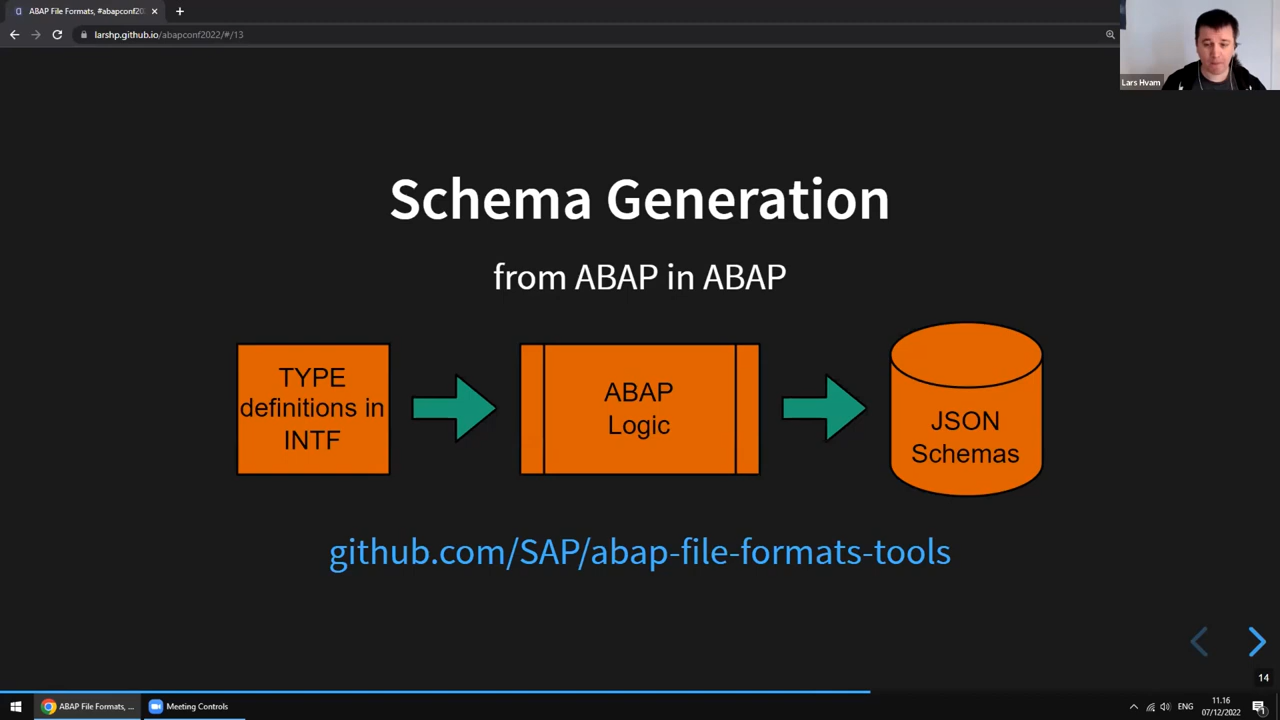 ABAP File Formats, #abapconf20
larshp.github.io/abapconf2022/#/13
Lars Hvam
Schema Generation
from ABAP in ABAP
TYPE
definitions in
INTF
ABAP
Logic
JSON
Schemas
github.com/SAP/abap-file-formats-tools
14
ABAP File Formats, ...
Meeting Controls
ENG
11.16
07/12/2022
1